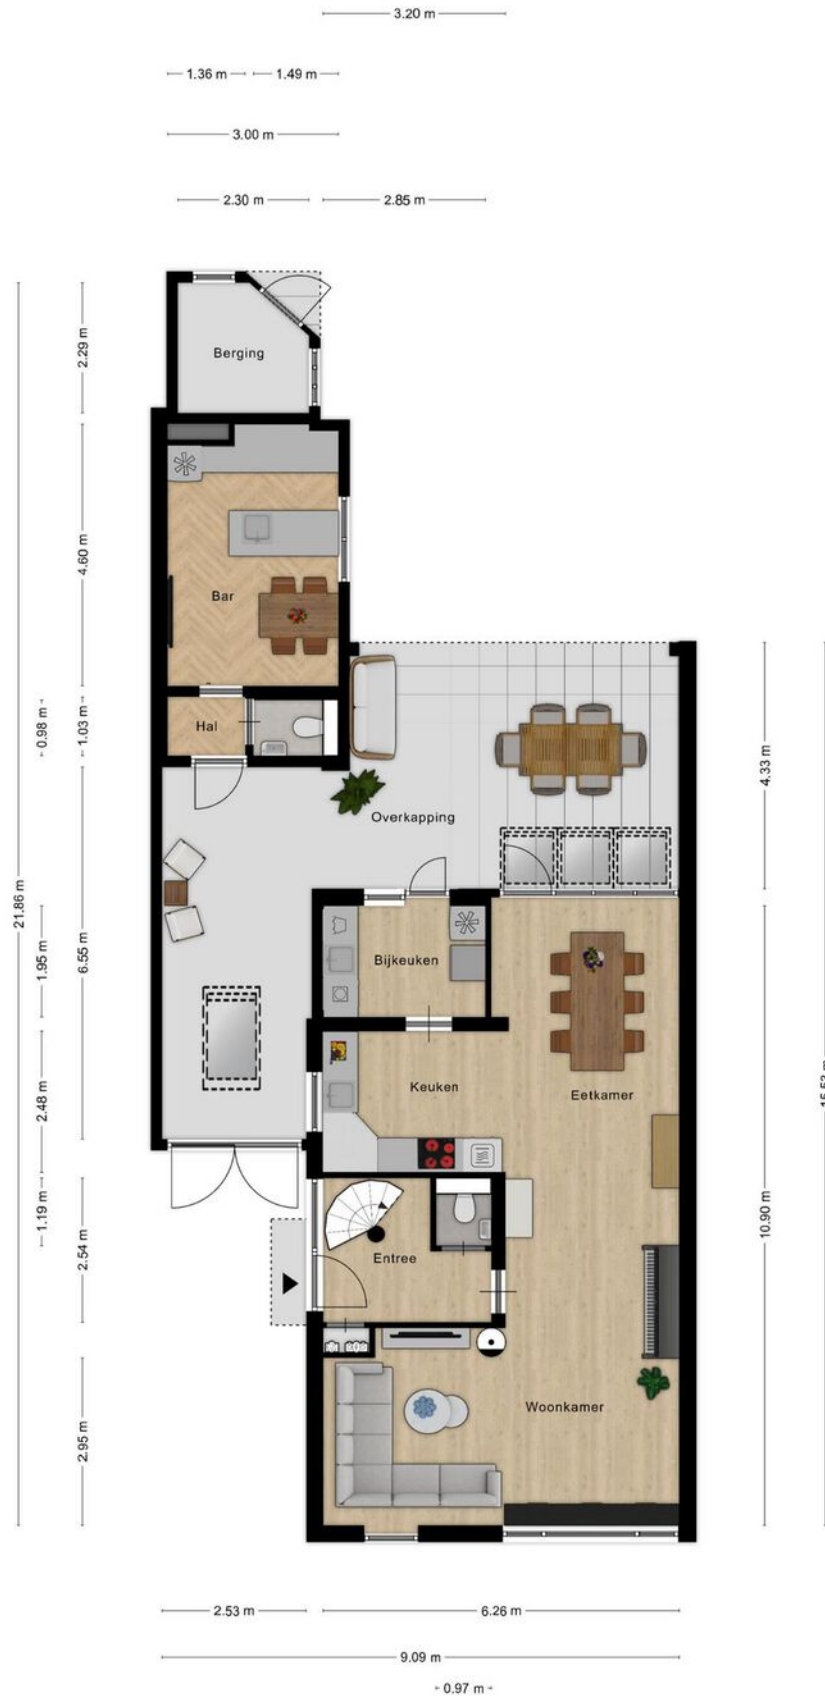 3.20 m
1.36 m
1.49 m
3.00 m
2.30 m
2.85 m
Berging
2.29 m
4.60 m
Bar
Hal
0.98 m
1.03 m
4.33 m
Overkapping
21.86 m
1.95 m
6.55 m
Bijkeuken
2.48 m
Keuken
Eetkamer
1.19 m
2.54 m
10.90 m
Entree
2.95 m
Woonkamer
2.53 m
6.26 m
9.09 m
0.97 m